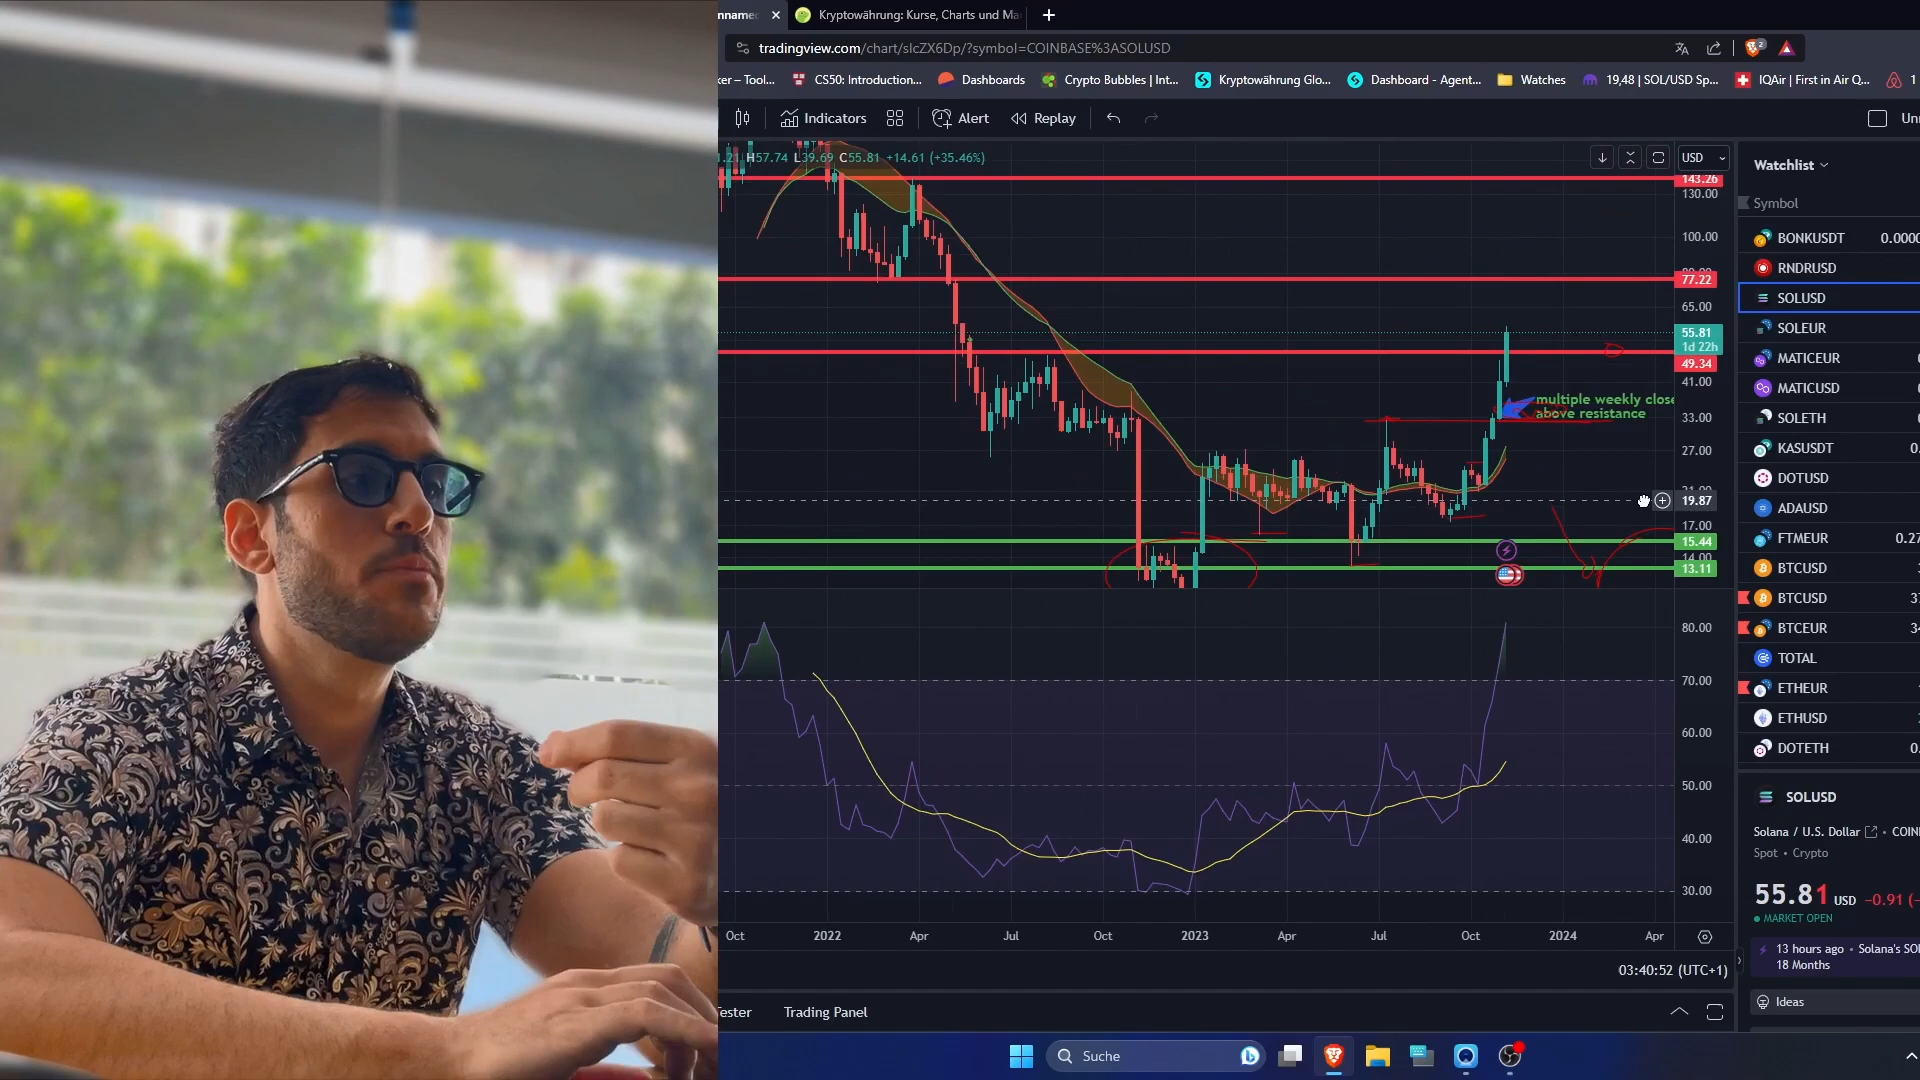 Kryptowährung: Kurse, Charts und Ma
tradingview.com/chart/slcZX6Dp/?symbol=COINBASE%3ASOLUSD
2
ker – Tool...
CS50: Introduction...
Dashboards
Crypto Bubbles | Int...
Kryptowährung Glo...
Dashboard - Agent...
Watches
19,48 | SOL/USD Sp...
IQAir | First in Air Q...
1
Indicators
Alert
Replay
Un
1.21 H57.74 L39.69 C55.81 +14.61 (+35.46%)
USD
143.26
130.00
100.00
77.22
65.00
55.81
1d 22h
49.34
41.00
33.00
27.00
19.87
17.00
15.44
14.00
13.11
multiple weekly close
above resistance
80.00
70.00
60.00
50.00
40.00
30.00
Oct
2022
Apr
Jul
Oct
2023
Apr
Jul
Oct
2024
Apr
03:40:52 (UTC+1)
Tester
Trading Panel
Watchlist
Symbol
BONKUSDT 0.0000
RNDRUSD
SOLUSD
SOLEUR
MATICEUR
MATICUSD
SOLETH
KASUSDT 0.
DOTUSD
ADAUSD
FTMEUR 0.27
BTCUSD
BTCUSD 37
BTCEUR 34
TOTAL
ETHEUR
ETHUSD
DOTETH 0.
SOLUSD
Solana / U.S. Dollar • COIN
Spot • Crypto
55.81 USD −0.91 (−
MARKET OPEN
13 hours ago • Solana's SO
18 Months
Ideas
Suche